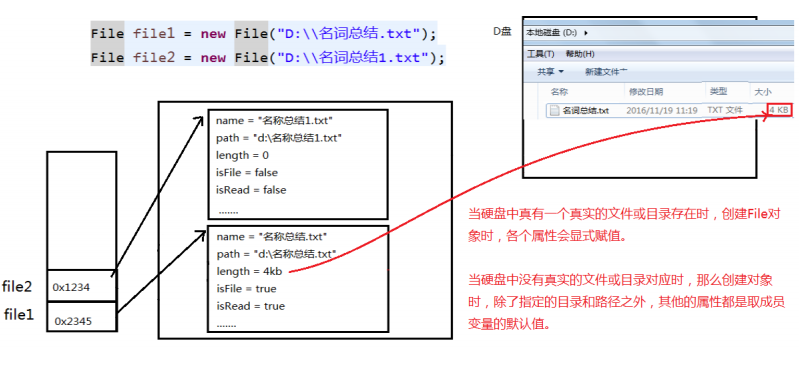 File file1 = new File("D:\\名词总结.txt");
File file2 = new File("D:\\名词总结1.txt");
D盘
本地磁盘 (D:)
工具(T) 帮助(H)
共享 新建文件
名称 修改日期 类型 大小
名词总结.txt 2016/11/19 11:19 TXT 文件 4 KB
name = "名称总结1.txt"
path = "d:\名称总结1.txt"
length = 0
isFile = false
isRead = false
.......
name = "名称总结.txt"
path = "d:\名称总结.txt"
length = 4kb
isFile = true
isRead = true
.......
file2 0x1234
file1 0x2345
当硬盘中真有一个真实的文件或目录存在时，创建File对
象时，各个属性会显式赋值。
当硬盘中没有真实的文件或目录对应时，那么创建对象
时，除了指定的目录和路径之外，其他的属性都是取成员
变量的默认值。